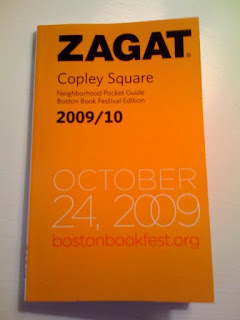 ZAGAT®
Copley Square
Neighborhood Pocket Guide
Boston Book Festival Edition
2009/10
OCTOBER
24, 2009
bostonbookfest.org